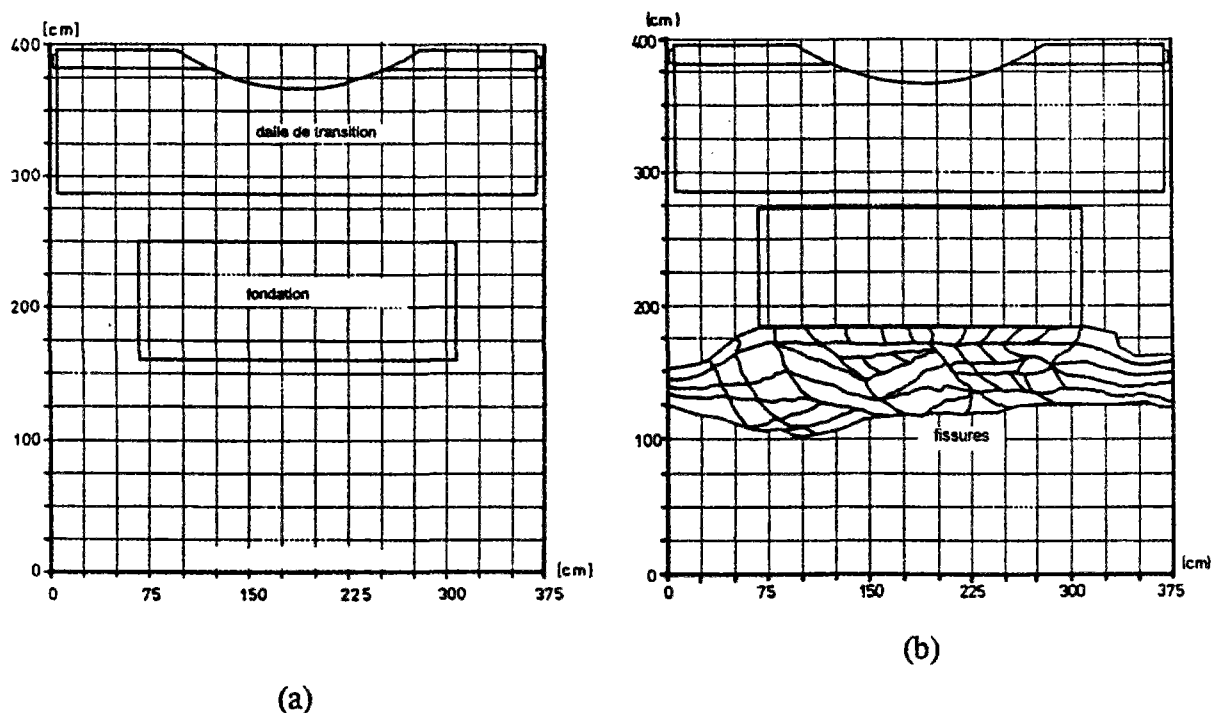 [cm]
400
300
200
100
0
0 75 150 225 300 375
[cm]
dalle de transition
fondation
(a)
(cm)
400
300
200
100
0
0 75 150 225 300 375
(cm)
fissures
(b)